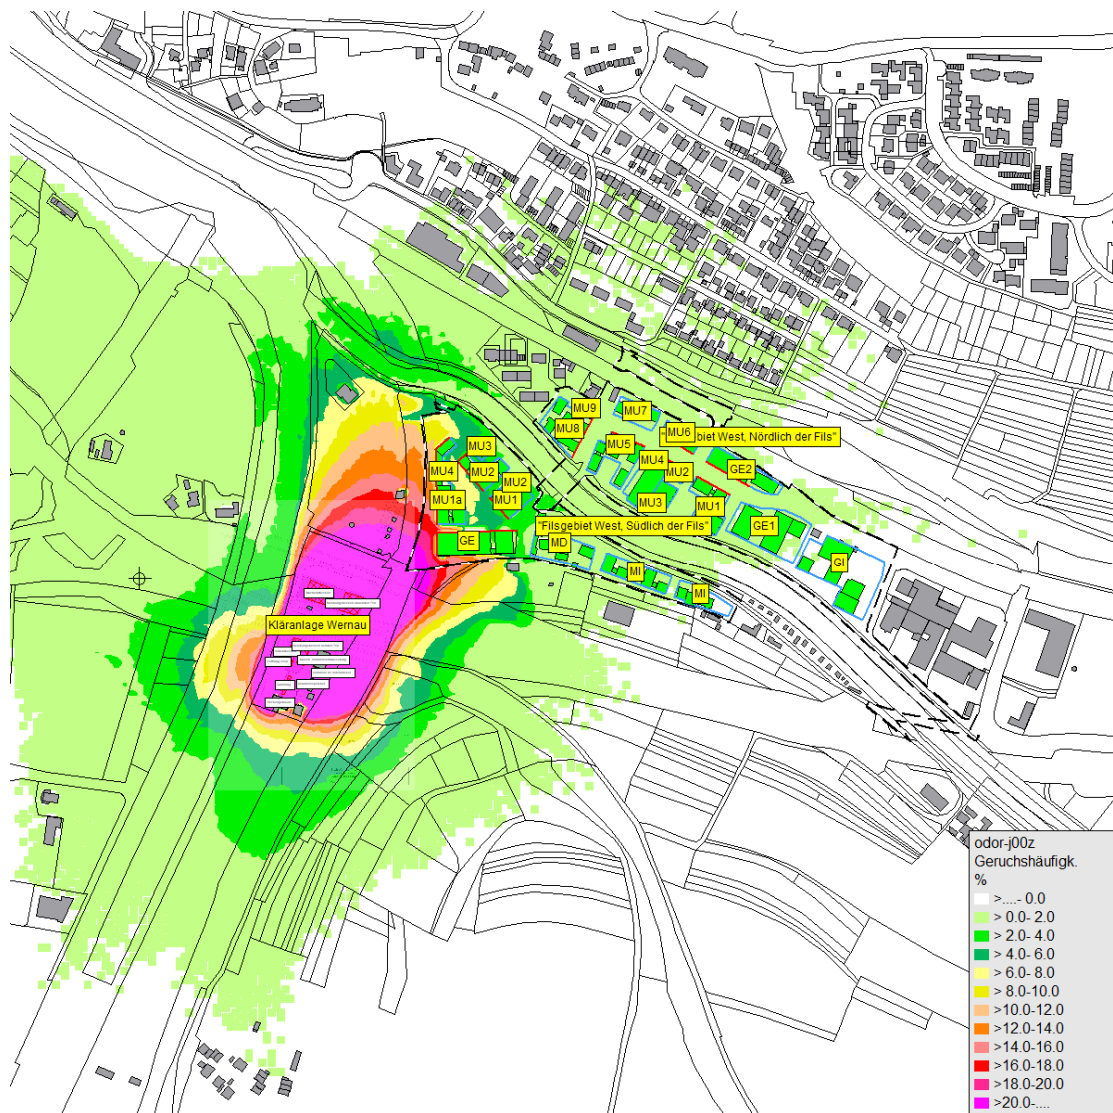 MU9
MU7
MU8
MU6
"
biet West, Nördlich der Fils"
MU5
MU3
MU4
MU4
MU2
MU2
GE2
MU2
MU1a
MU1
MU3
MU1
"Filsgebiet West, Südlich der Fils"
GE1
GE
MD
GI
MI
MI
Kläranlage Wernau
odor-j00z
Geruchshäufigk.
%
>....- 0.0
> 0.0- 2.0
> 2.0- 4.0
> 4.0- 6.0
> 6.0- 8.0
> 8.0-10.0
>10.0-12.0
>12.0-14.0
>14.0-16.0
>16.0-18.0
>18.0-20.0
>20.0-....